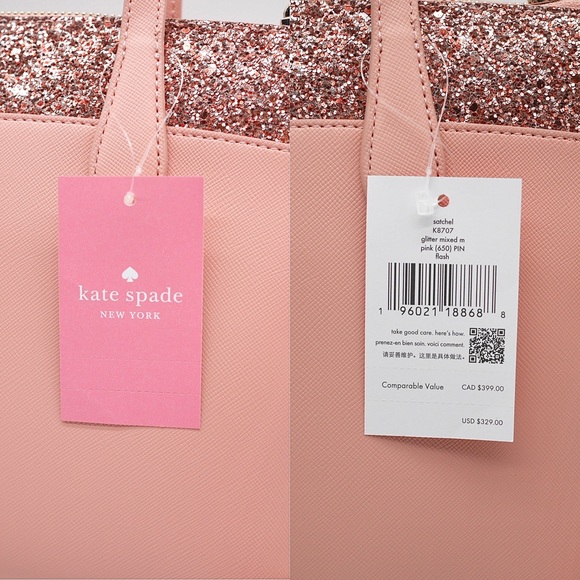 kate spade
NEW YORK
satchel
K8707
glitter mixed m
pink (650) PIN
flash
1 96021 18868 8
take good care. here's how.
prenez-en bien soin. voici comment.
请妥善维护。这里是具体做法。
Comparable Value CAD $399.00
USD $329.00